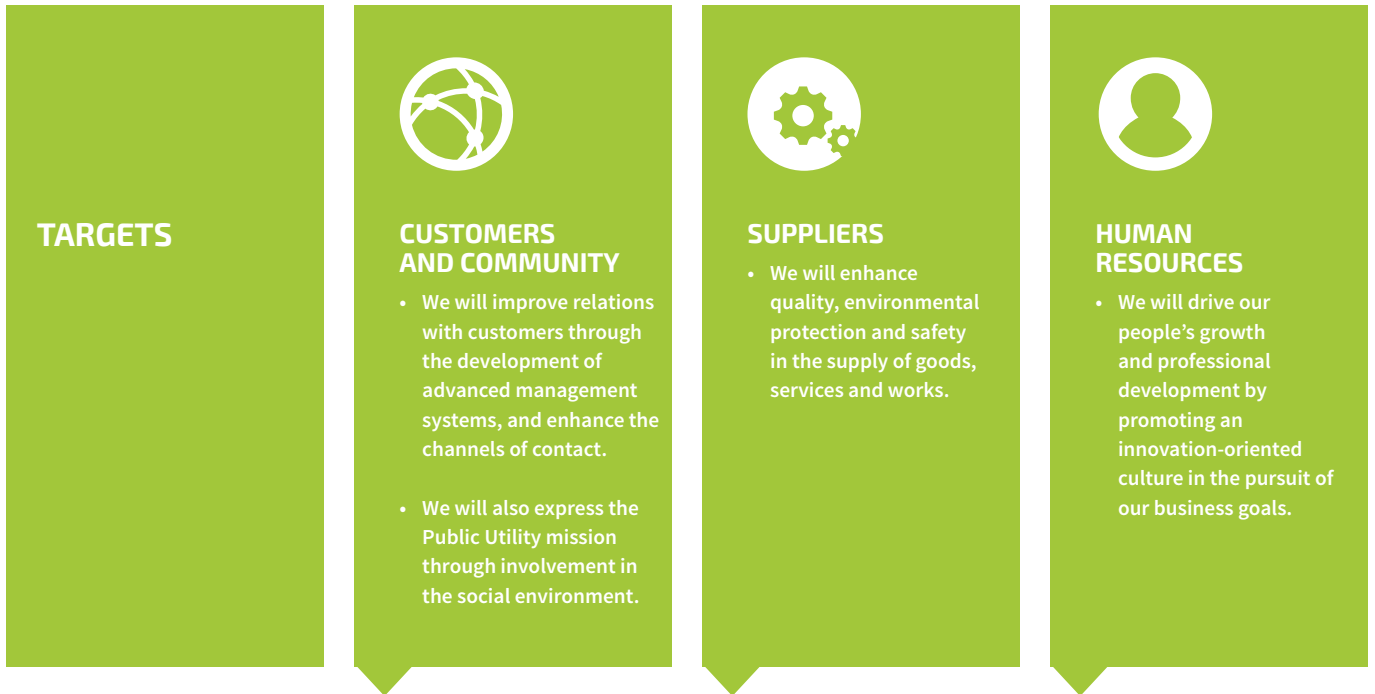 TARGETS
CUSTOMERS
AND COMMUNITY
• We will improve relations
with customers through
the development of
advanced management
systems, and enhance the
channels of contact.
• We will also express the
Public Utility mission
through involvement in
the social environment.
SUPPLIERS
• We will enhance
quality, environmental
protection and safety
in the supply of goods,
services and works.
HUMAN
RESOURCES
• We will drive our
people’s growth
and professional
development by
promoting an
innovation-oriented
culture in the pursuit of
our business goals.